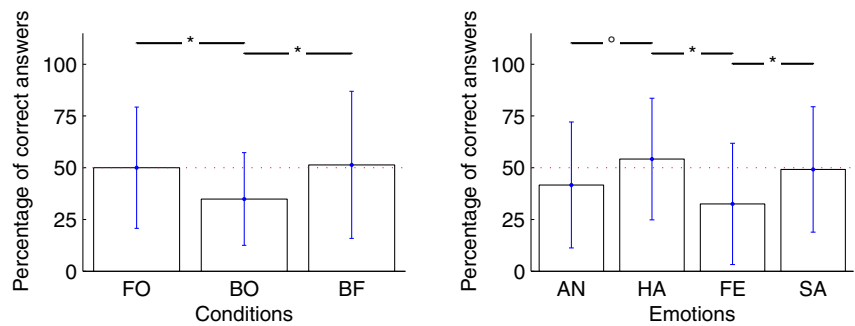 Percentage of correct answers
100
75
50
25
0
* *
FO BO BF
Conditions
Percentage of correct answers
100
75
50
25
0
° * *
AN HA FE SA
Emotions